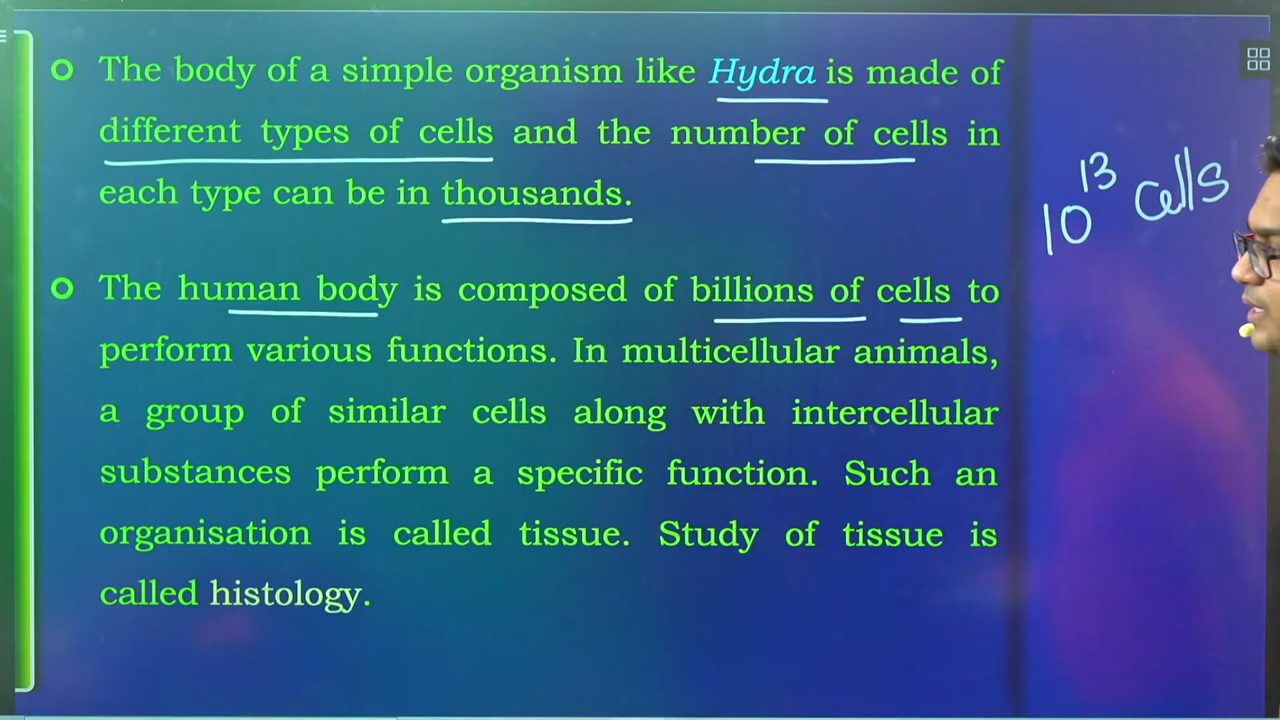 The body of a simple organism like Hydra is made of
different types of cells and the number of cells in
each type can be in thousands.
10^13 cells
The human body is composed of billions of cells to
perform various functions. In multicellular animals,
a group of similar cells along with intercellular
substances perform a specific function. Such an
organisation is called tissue. Study of tissue is
called histology.